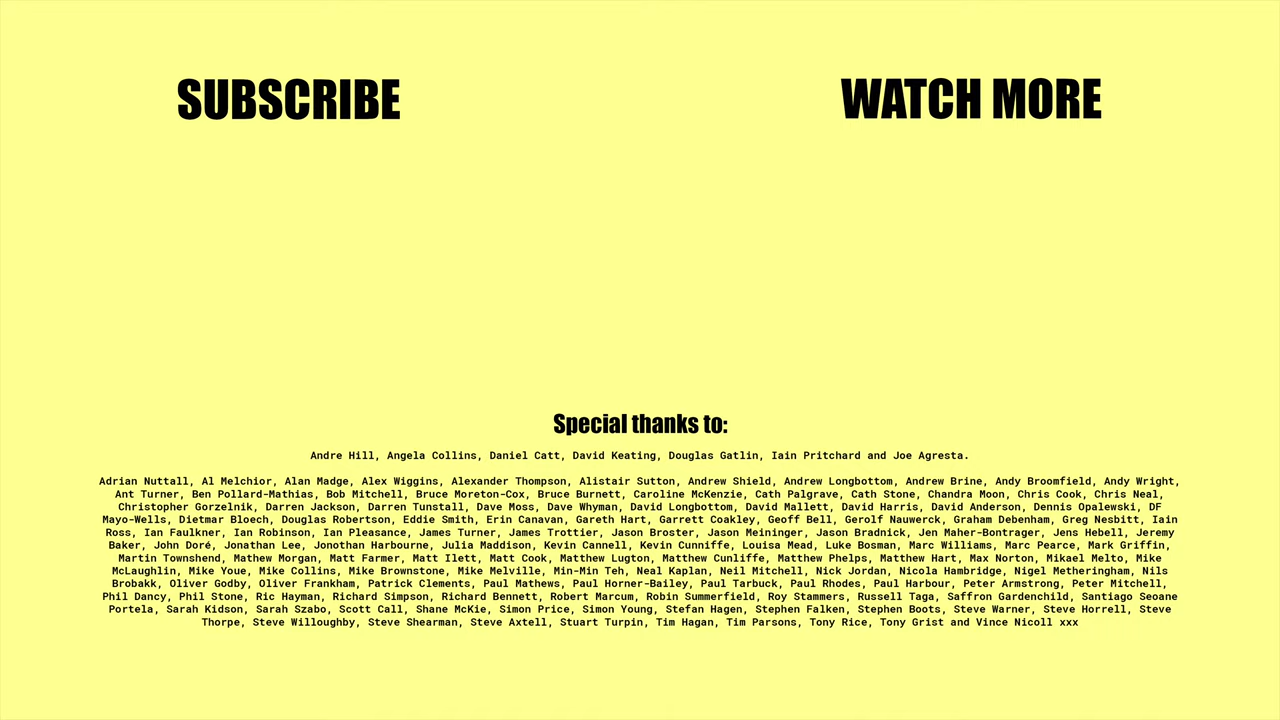 SUBSCRIBE
WATCH MORE
Special thanks to:
Andre Hill, Angela Collins, Daniel Catt, David Keating, Douglas Gatlin, Iain Pritchard and Joe Agresta.
Adrian Nuttall, Al Melchior, Alan Madge, Alex Wiggins, Alexander Thompson, Alistair Sutton, Andrew Shield, Andrew Longbottom, Andrew Brine, Andy Broomfield, Andy Wright,
Ant Turner, Ben Pollard-Mathias, Bob Mitchell, Bruce Moreton-Cox, Bruce Burnett, Caroline McKenzie, Cath Palgrave, Cath Stone, Chandra Moon, Chris Cook, Chris Neal,
Christopher Gorzelnik, Darren Jackson, Darren Tunstall, Dave Moss, Dave Whyman, David Longbottom, David Mallett, David Harris, David Anderson, Dennis Opalewski, DF
Mayo-Wells, Dietmar Bloech, Douglas Robertson, Eddie Smith, Erin Canavan, Gareth Hart, Garrett Coakley, Geoff Bell, Gerolf Nauwerck, Graham Debenham, Greg Nesbitt, Iain
Ross, Ian Faulkner, Ian Robinson, Ian Pleasance, James Turner, James Trottier, Jason Broster, Jason Meininger, Jason Bradnick, Jen Maher-Bontrager, Jens Hebell, Jeremy
Baker, John Doré, Jonathan Lee, Jonothan Harbourne, Julia Maddison, Kevin Cannell, Kevin Cunniffe, Louisa Mead, Luke Bosman, Marc Williams, Marc Pearce, Mark Griffin,
Martin Townshend, Mathew Morgan, Matt Farmer, Matt Ilett, Matt Cook, Matthew Lugton, Matthew Cunliffe, Matthew Phelps, Matthew Hart, Max Norton, Mikael Melto, Mike
McLaughlin, Mike Youe, Mike Collins, Mike Brownstone, Mike Melville, Min-Min Teh, Neal Kaplan, Neil Mitchell, Nick Jordan, Nicola Hambridge, Nigel Metheringham, Nils
Brobakk, Oliver Godby, Oliver Frankham, Patrick Clements, Paul Mathews, Paul Horner-Bailey, Paul Tarbuck, Paul Rhodes, Paul Harbour, Peter Armstrong, Peter Mitchell,
Phil Dancy, Phil Stone, Ric Hayman, Richard Simpson, Richard Bennett, Robert Marcum, Robin Summerfield, Roy Stammers, Russell Taga, Saffron Gardenchild, Santiago Seoane
Portela, Sarah Kidson, Sarah Szabo, Scott Call, Shane McKie, Simon Price, Simon Young, Stefan Hagen, Stephen Falken, Stephen Boots, Steve Warner, Steve Horrell, Steve
Thorpe, Steve Willoughby, Steve Shearman, Steve Axtell, Stuart Turpin, Tim Hagan, Tim Parsons, Tony Rice, Tony Grist and Vince Nicoll xxx